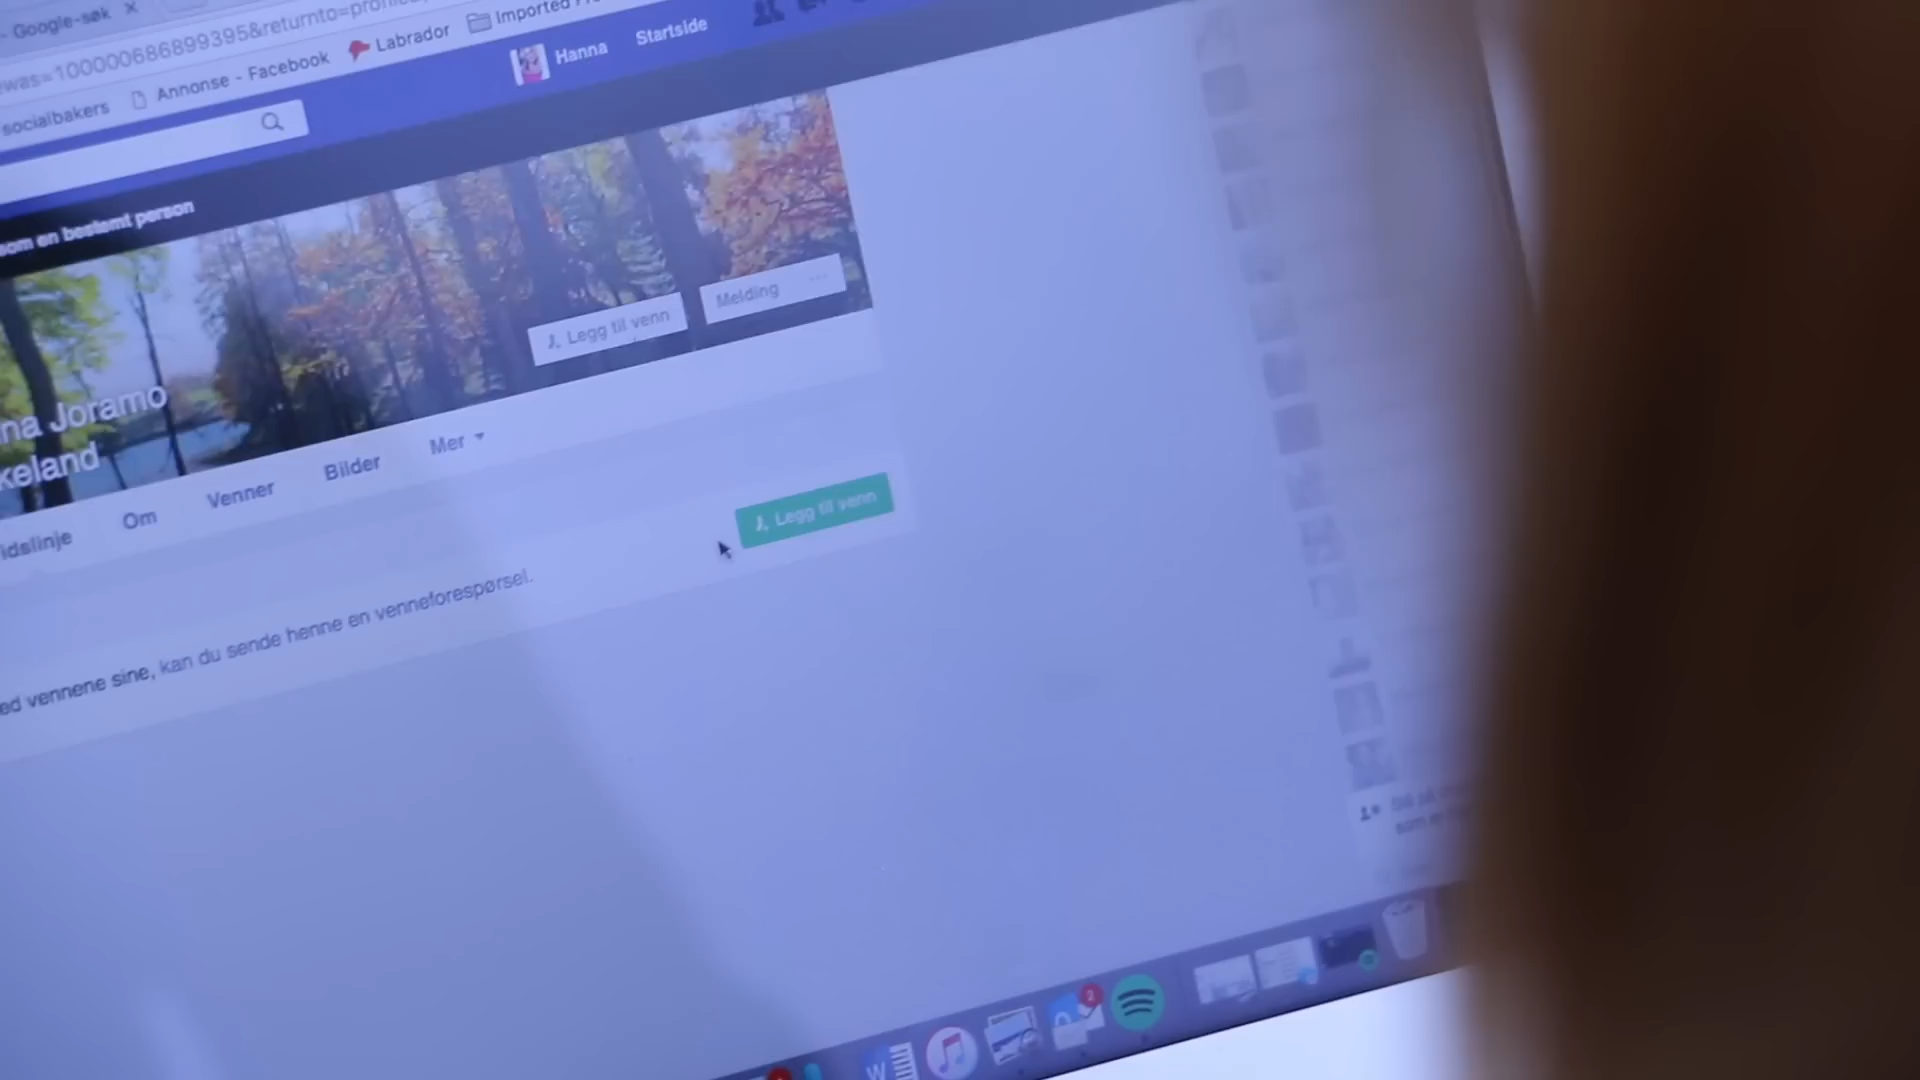 Google-søk
was=100000686899395&returnto=profile
socialbakers
Annonse - Facebook
Labrador
Imported
Hanna
Startside
som en bestemt person
Legg til venn
Melding
na Joramo
keland
idslinje
Om
Venner
Bilder
Mer
Legg til venn
ed vennene sine, kan du sende henne en venneforespørsel.
2
W